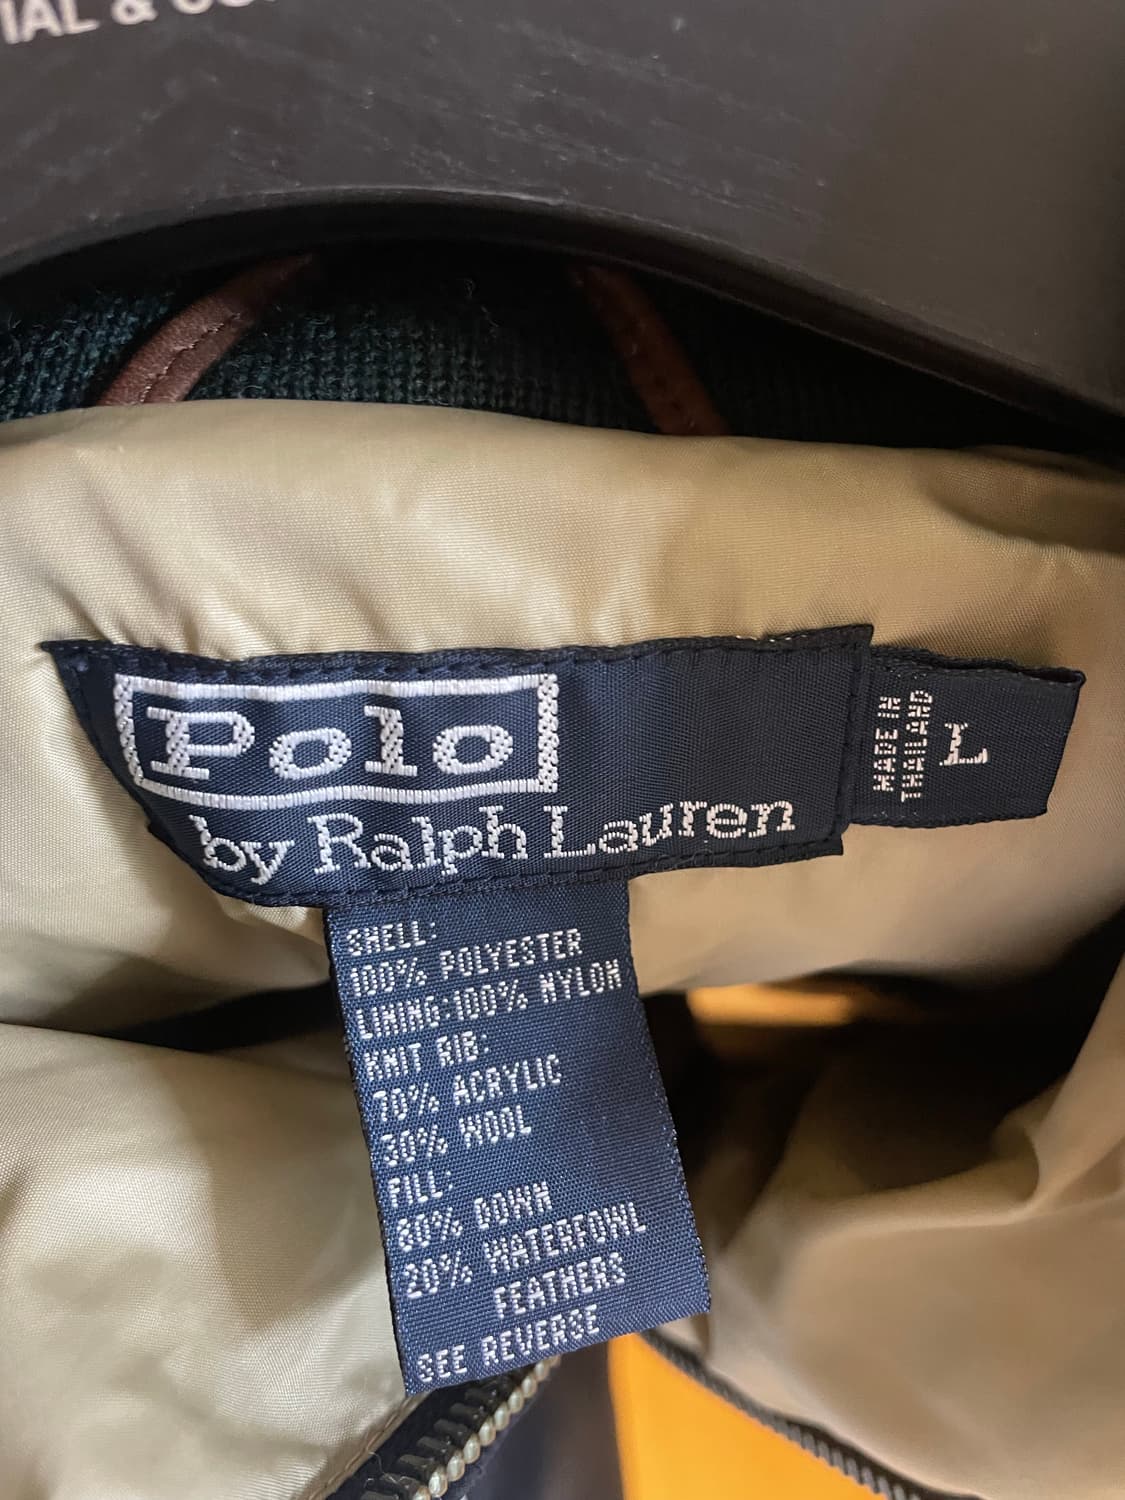 IAL &
Polo
by Ralph Lauren
MADE IN
THAILAND
L
SHELL:
100% POLYESTER
LINING:100% NYLON
KNIT RIB:
70% ACRYLIC
30% WOOL
FILL:
80% DOWN
20% WATERFOWL
FEATHERS
SEE REVERSE